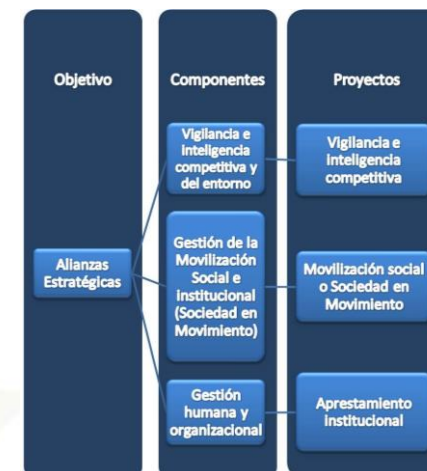 Objetivo
Componentes
Proyectos
Alianzas
Estratégicas
Vigilancia e
inteligencia
competitiva y
del entorno
Vigilancia e
Inteligencia
competitiva
Gestión de la
Movilización
Social e
institucional
(Sociedad en
Movimiento)
Movilización social
o Sociedad en
Movimiento
Gestión
humana y
organizacional
Aprestamiento
institucional